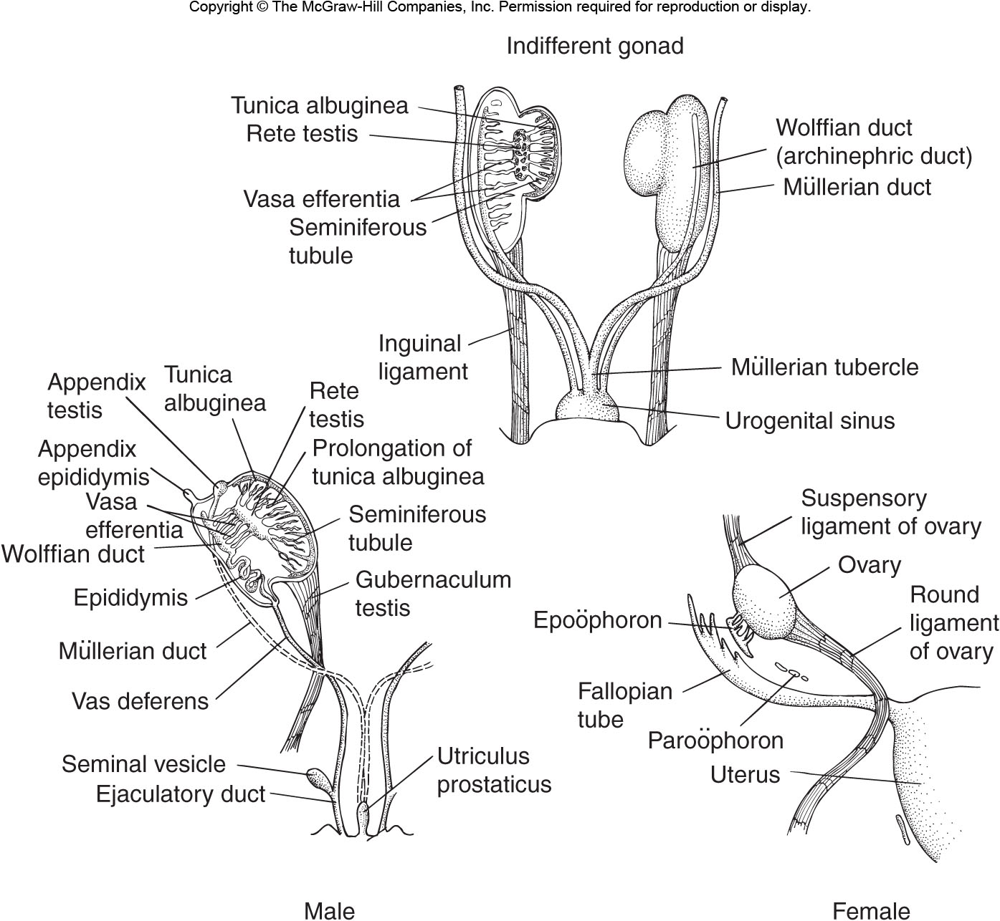 Copyright © The McGraw-Hill Companies, Inc. Permission required for reproduction or display.
Indifferent gonad
Tunica albuginea
Rete testis
Vasa efferentia
Seminiferous
tubule
Wolffian duct
(archinephric duct)
Müllerian duct
Inguinal
ligament
Müllerian tubercle
Urogenital sinus
Appendix
testis
Tunica
albuginea
Rete
testis
Prolongation of
tunica albuginea
Appendix
epididymis
Vasa
efferentia
Wolffian duct
Seminiferous
tubule
Epididymis
Gubernaculum
testis
Müllerian duct
Vas deferens
Seminal vesicle
Ejaculatory duct
Utriculus
prostaticus
Male
Suspensory
ligament of ovary
Ovary
Round
ligament
of ovary
Epoöphoron
Fallopian
tube
Paroöphoron
Uterus
Female